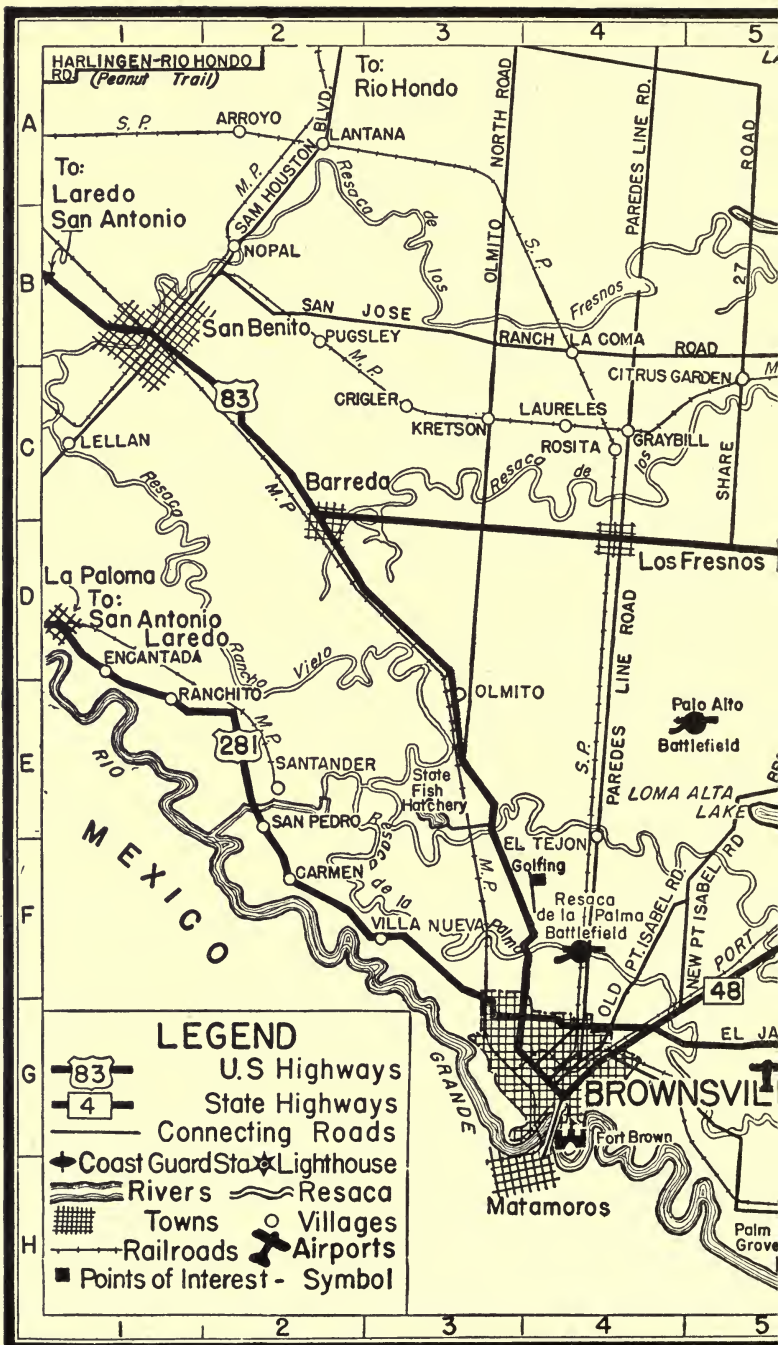 1 2 3 4 5
HARLINGEN-RIO HONDO
RD. (Peanut Trail)
To:
Rio Hondo
A
S. P.
ARROYO
BLVD.
LANTANA
NORTH ROAD
PAREDES LINE RD.
ROAD
LA
To:
Laredo
San Antonio
M. P.
SAM HOUSTON
Resaca
de
los
Fresnos
NOPAL
OLMITO
S. P.
27
B
San Benito
SAN JOSE RANCH LA COMA ROAD
PUGSLEY
M. P.
CITRUS GARDEN
M
83
CRIGLER
LAURELES
KRETSON
ROSITA
GRAYBILL
C
LELLAN
Resaca
M. P
Barreda
Resaca de los
SHARE
Los Fresnos
D
La Paloma
To:
San Antonio
Laredo
ENCANTADA
Rancho Viejo
RANCHITO
OLMITO
PAREDES LINE ROAD
Palo Alto
Battlefield
M. P.
281
E
RIO
SANTANDER
State
Fish
Hatchery
S. P.
LOMA ALTA
LAKE
RD.
SAN PEDRO
EL TEJON
MEXICO
Resaca de la Palma
CARMEN
M. P.
Golfing
Resaca
de la Palma
Battlefield
F
VILLA NUEVA
OLD PT. ISABEL RD.
NEW PT ISABEL RD
PORT
48
EL JA
G
GRANDE
BROWNSVIL
Fort Brown
Matamoros
Palm
Grove
H
LEGEND
83 U.S Highways
4 State Highways
Connecting Roads
Coast Guard Sta. Lighthouse
Rivers Resaca
Towns Villages
Railroads Airports
Points of Interest - Symbol
1 2 3 4 5